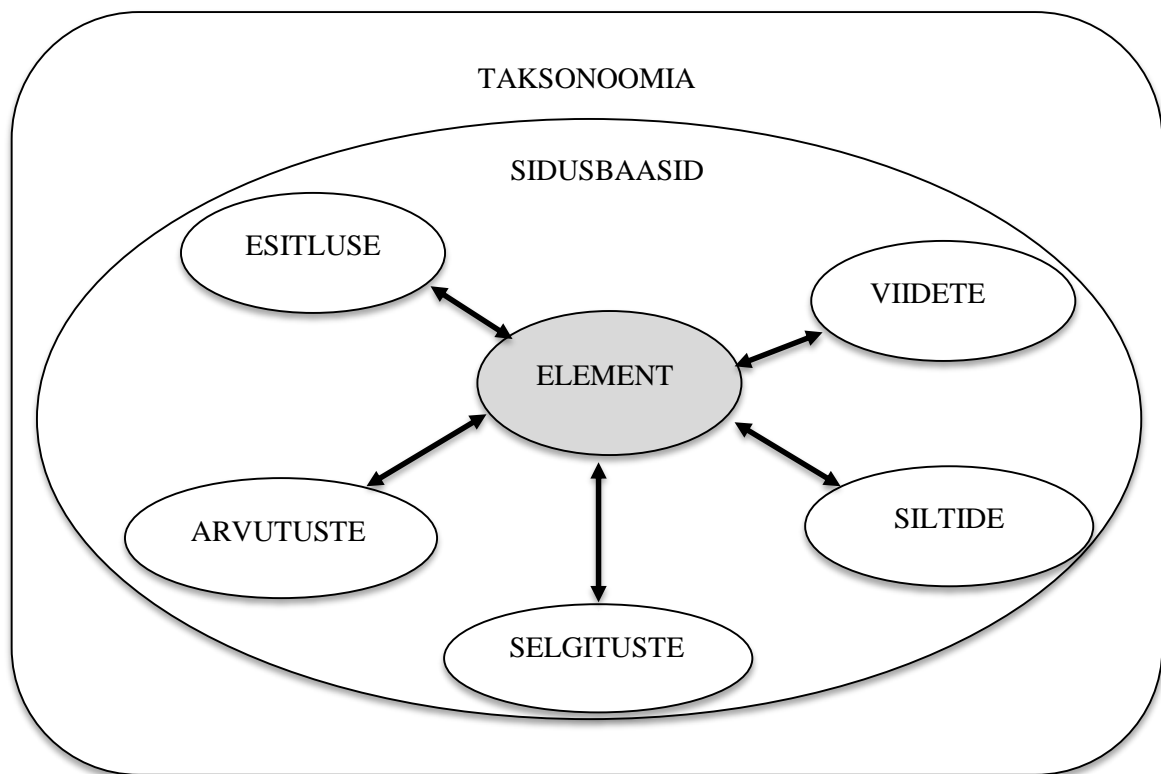 TAKSONOOMIA
SIDUSBAASID
ESITLUSE
VIIDETE
ELEMENT
ARVUTUSTE
SILTIDE
SELGITUSTE